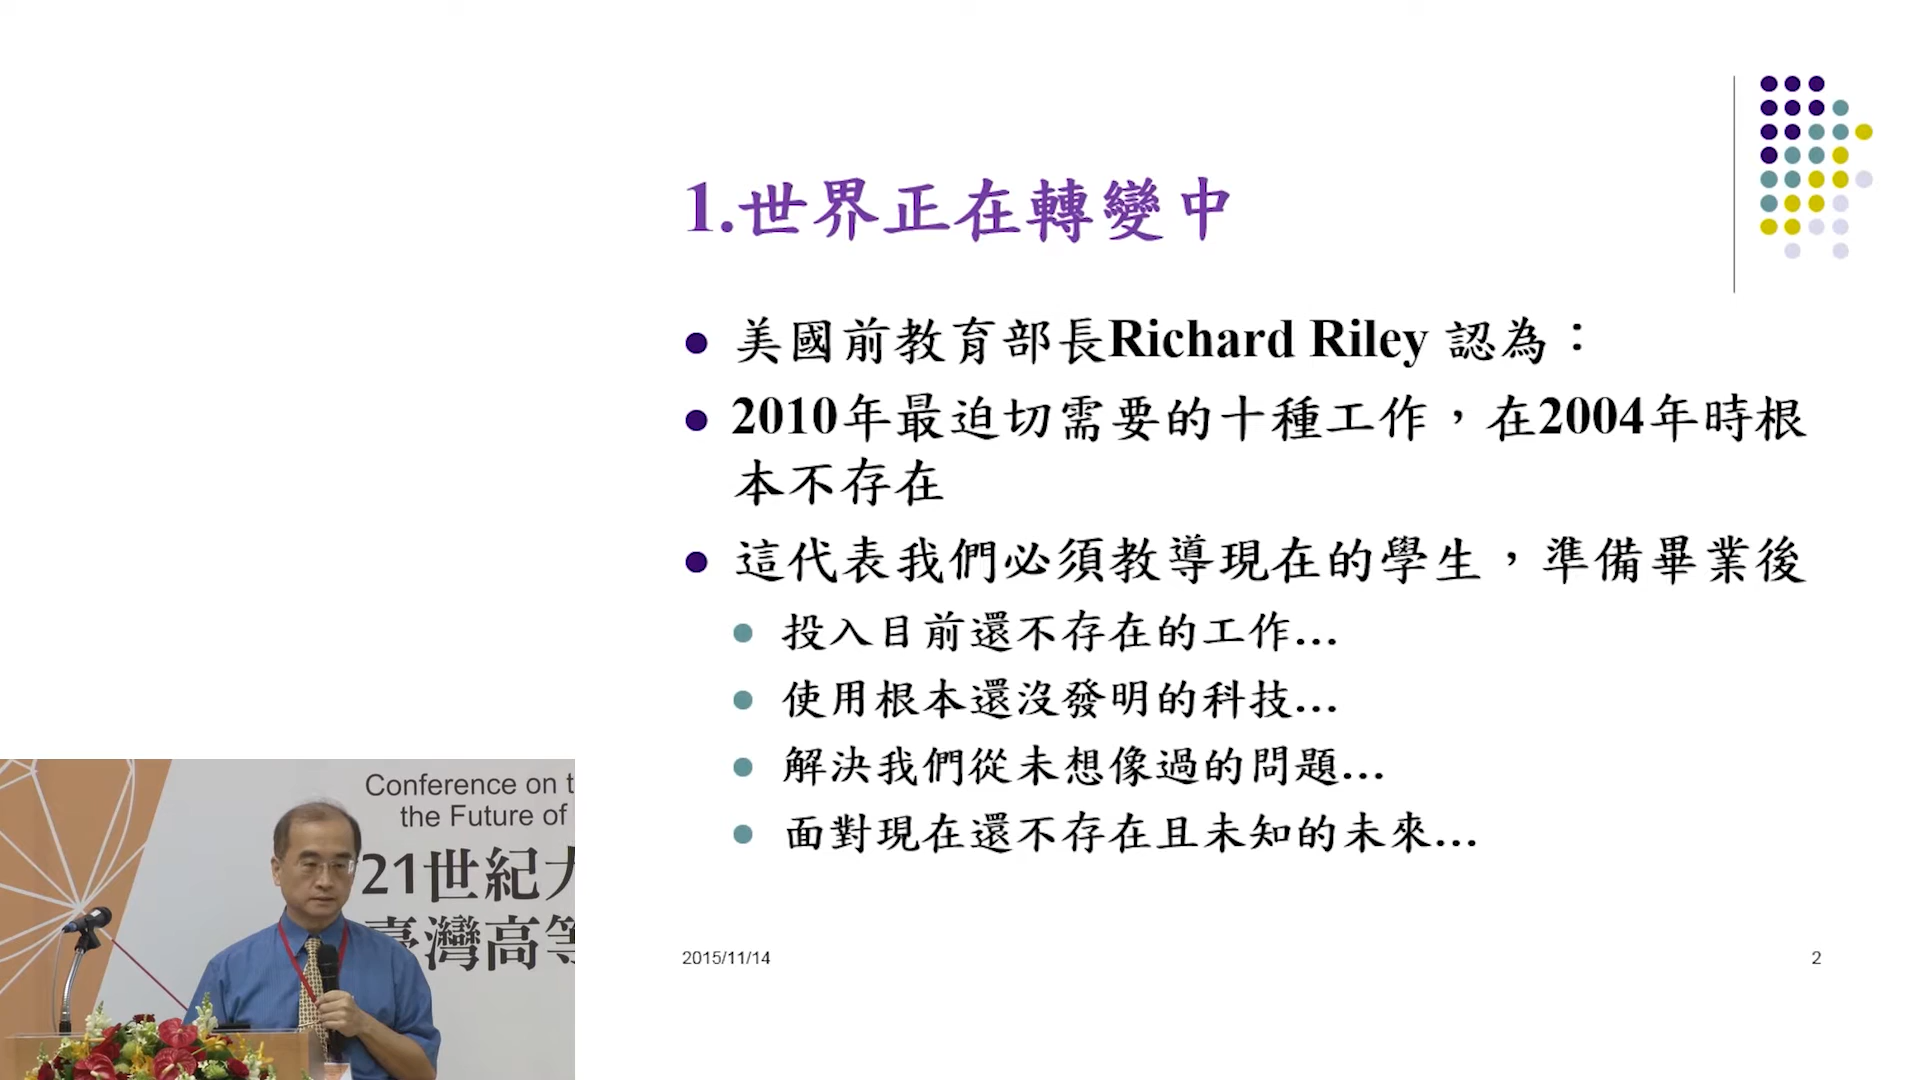 1.世界正在轉變中
美國前教育部長Richard Riley 認為：
2010年最迫切需要的十種工作，在2004年時根
本不存在
這代表我們必須教導現在的學生，準備畢業後
投入目前還不存在的工作…
使用根本還沒發明的科技…
解決我們從未想像過的問題…
面對現在還不存在且未知的未來…
2015/11/14
2
Conference on t
the Future of
21世紀大
臺灣高等